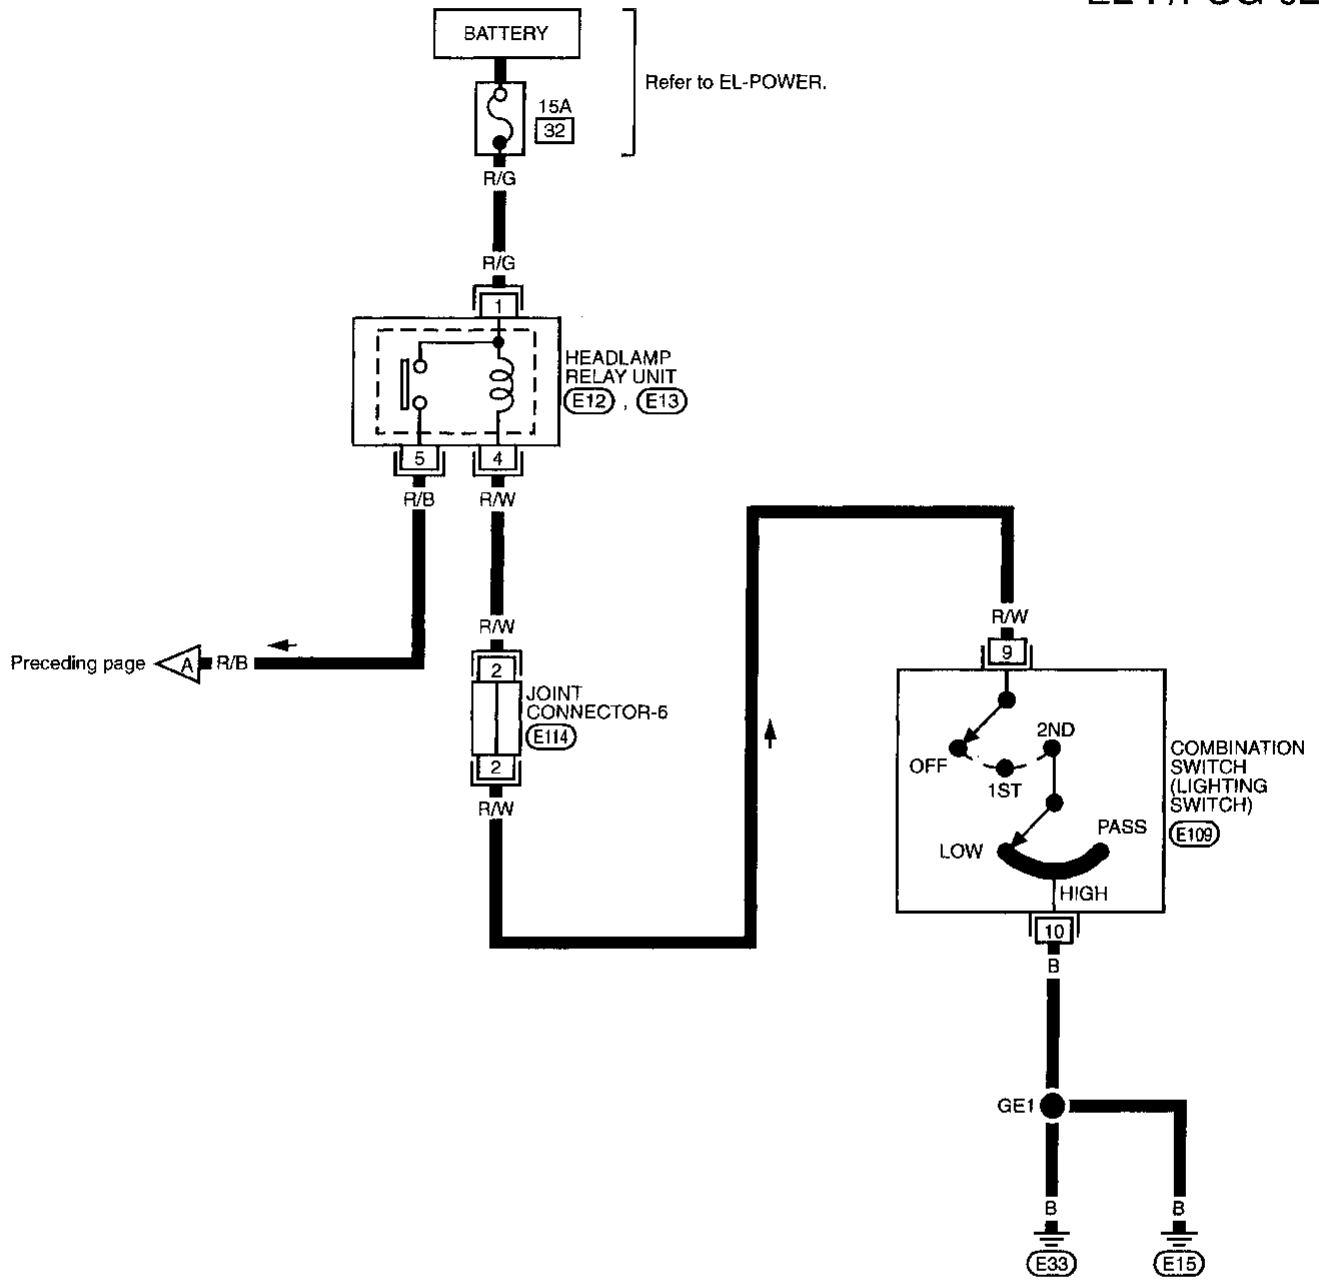 BATTERY
Refer to EL-POWER.
15A
32
R/G
R/G
1
HEADLAMP
RELAY UNIT
E12 , E13
5
4
R/B
R/W
R/W
R/W
9
Preceding page
A
R/B
2
JOINT
CONNECTOR-6
E114
2
R/W
OFF
1ST
2ND
COMBINATION
SWITCH
(LIGHTING
SWITCH)
E109
LOW
PASS
HIGH
10
B
GE1
B
B
E33
E15